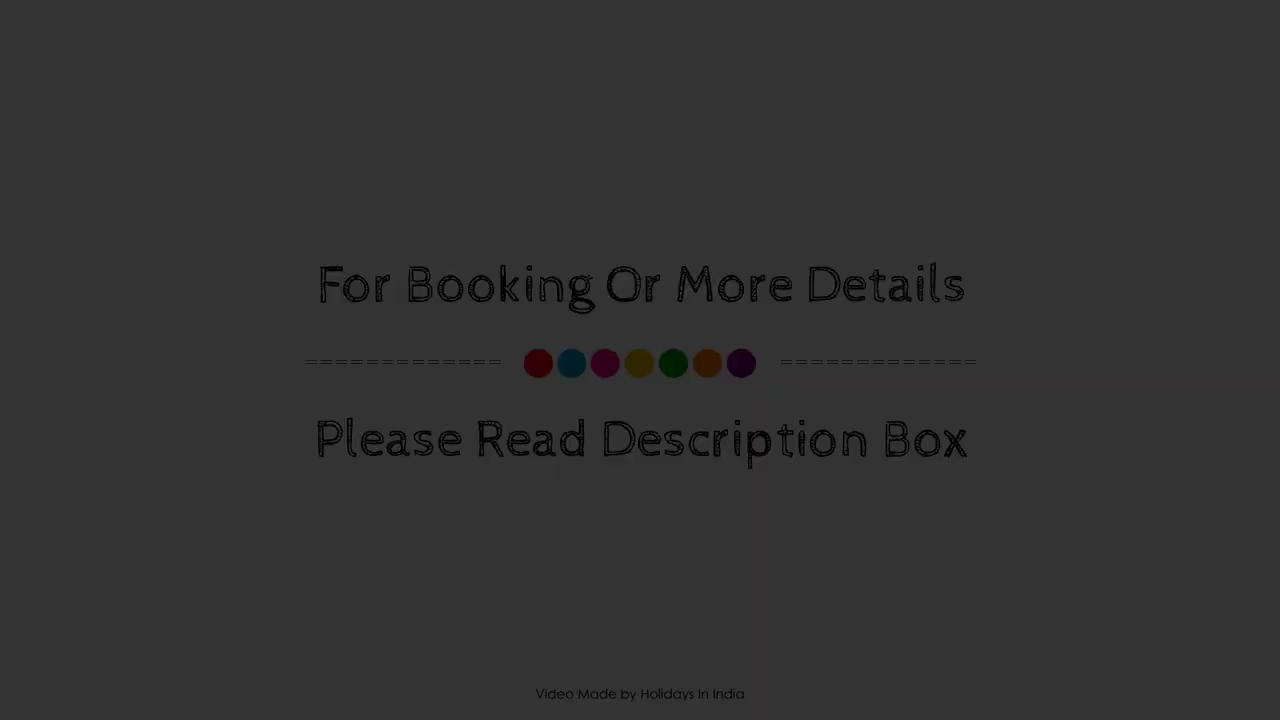 For Booking Or More Details
============= =============
Please Read Description Box
Video Made by Holidays In India